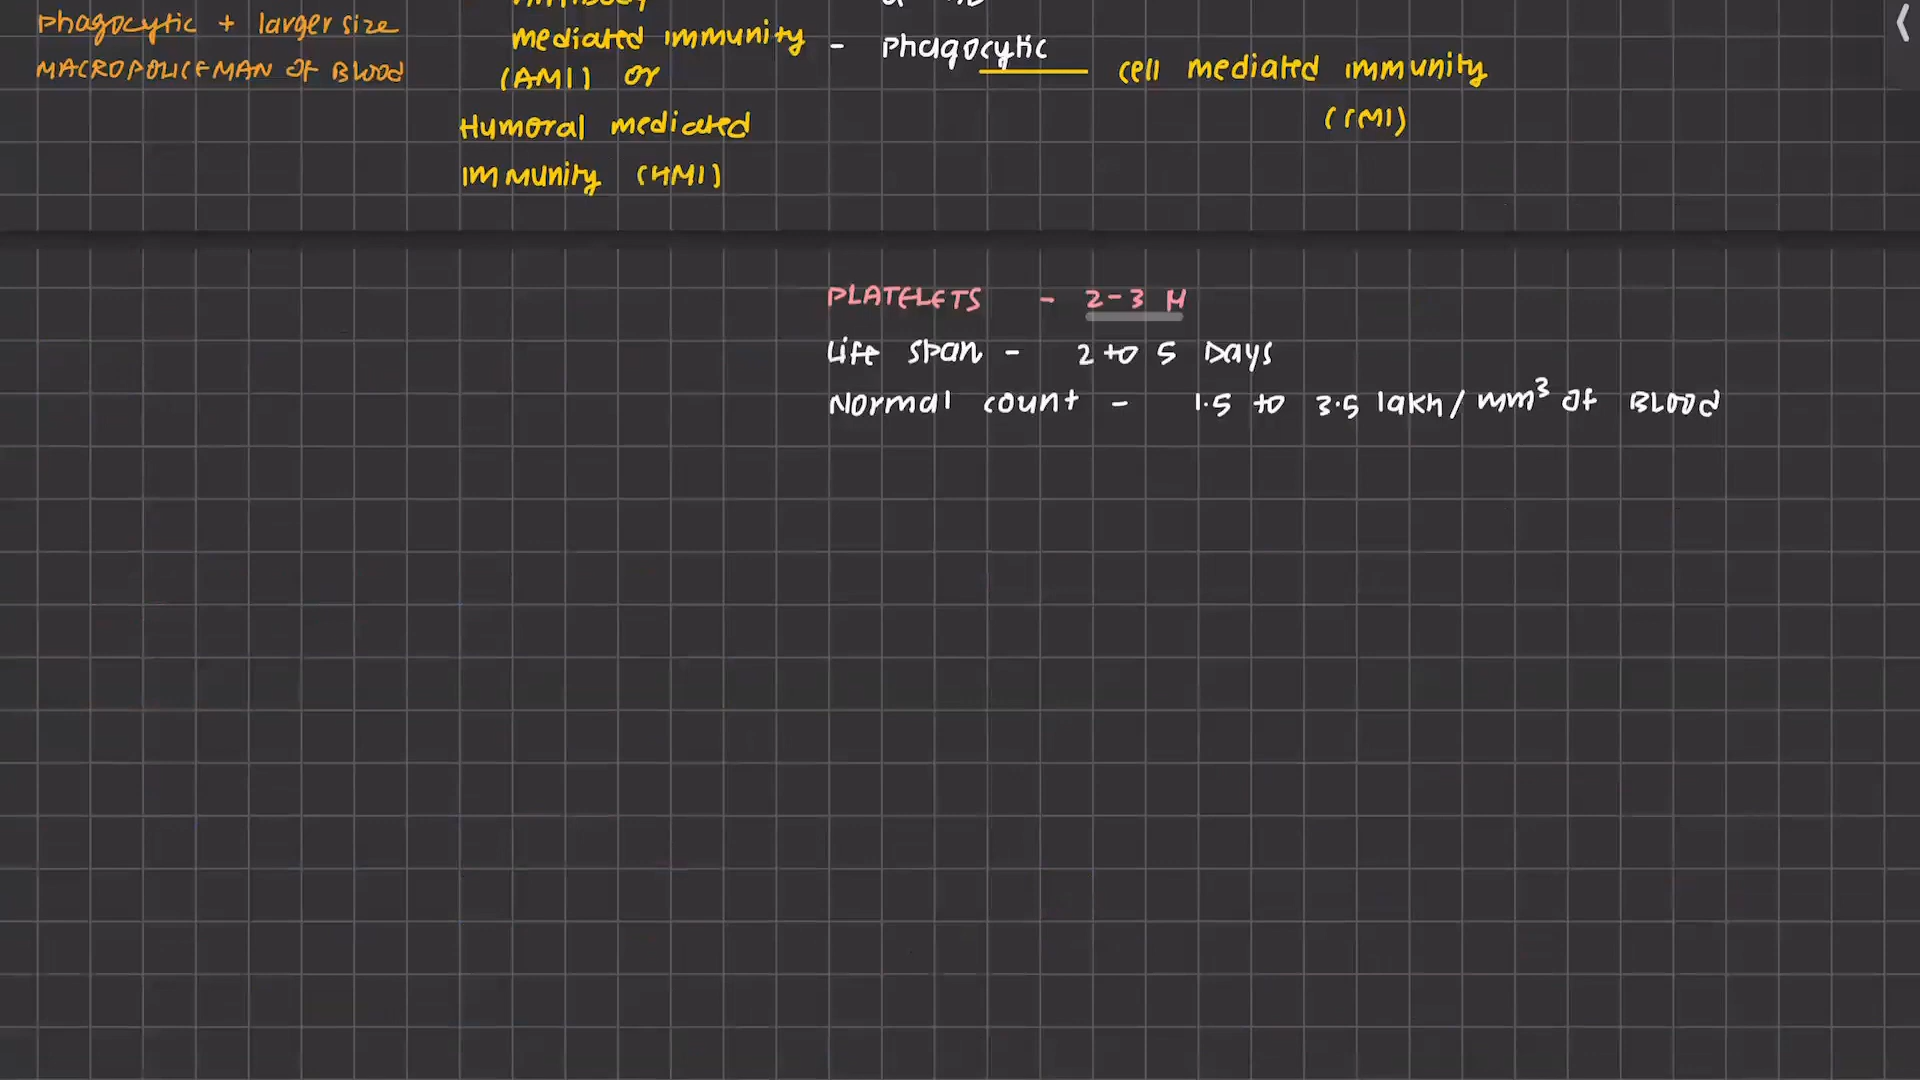 Phagocytic + larger size
MACROPOLICEMAN OF BLOOD
mediated immunity
(AMI) or
Humoral mediated
immunity (HMI)
- Phagocytic
cell mediated immunity
(CMI)
PLATELETS - 2-3 μ
Life span - 2 to 5 Days
Normal count - 1.5 to 3.5 lakh/mm³ of BLOOD